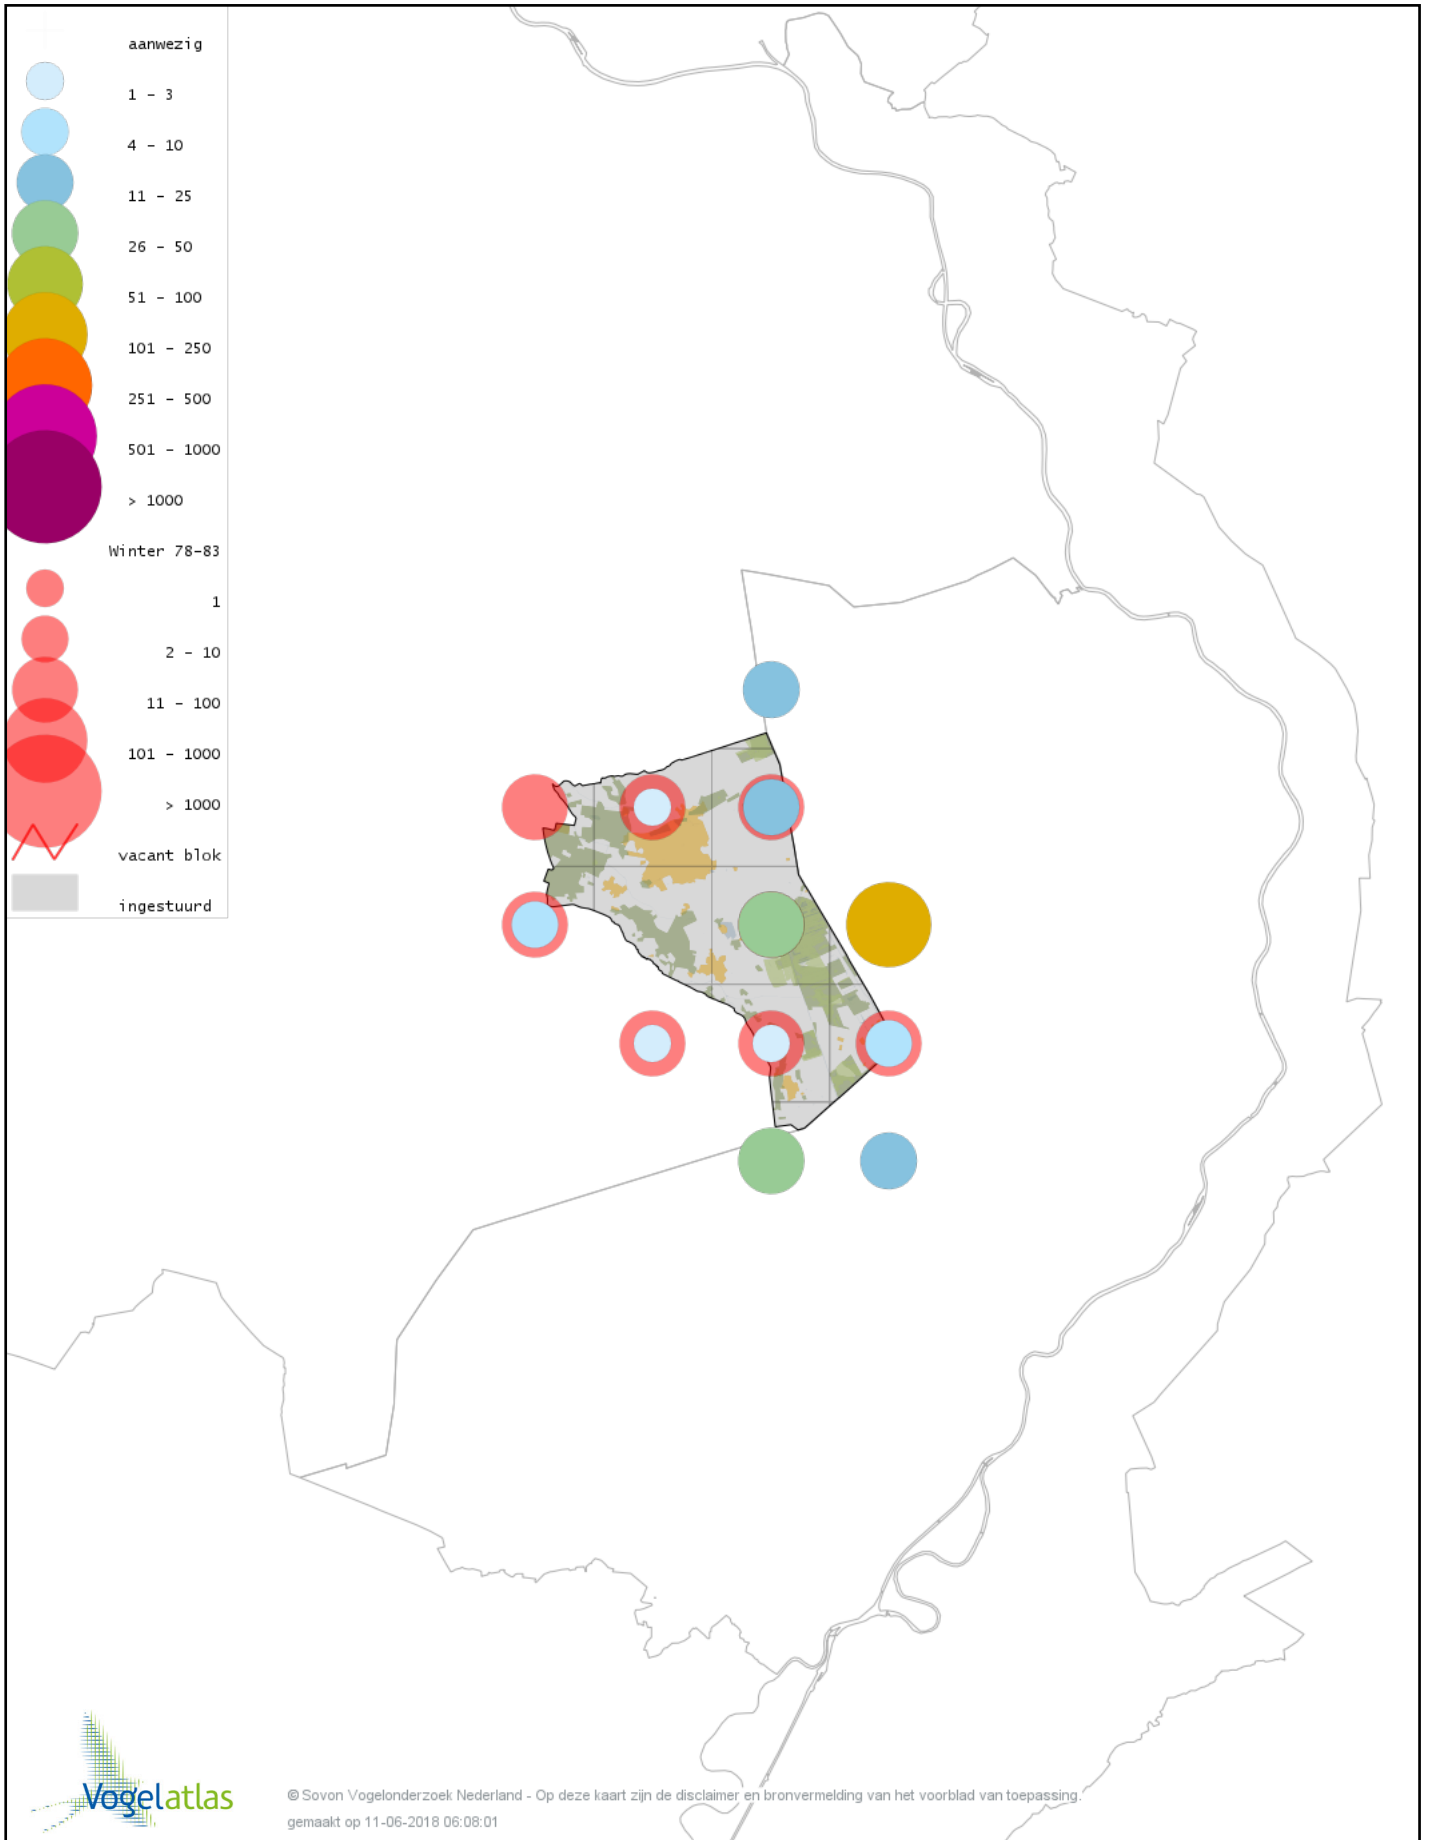 aanwezig
1 - 3
4 - 10
11 - 25
26 - 50
51 - 100
101 - 250
251 - 500
501 - 1000
> 1000
Winter 78-83
1
2 - 10
11 - 100
101 - 1000
> 1000
vacant blok
ingestuurd
Vogelatlas
© Sovon Vogelonderzoek Nederland - Op deze kaart zijn de disclaimer en bronvermelding van het voorblad van toepassing.
gemaakt op 11-06-2018 06:08:01